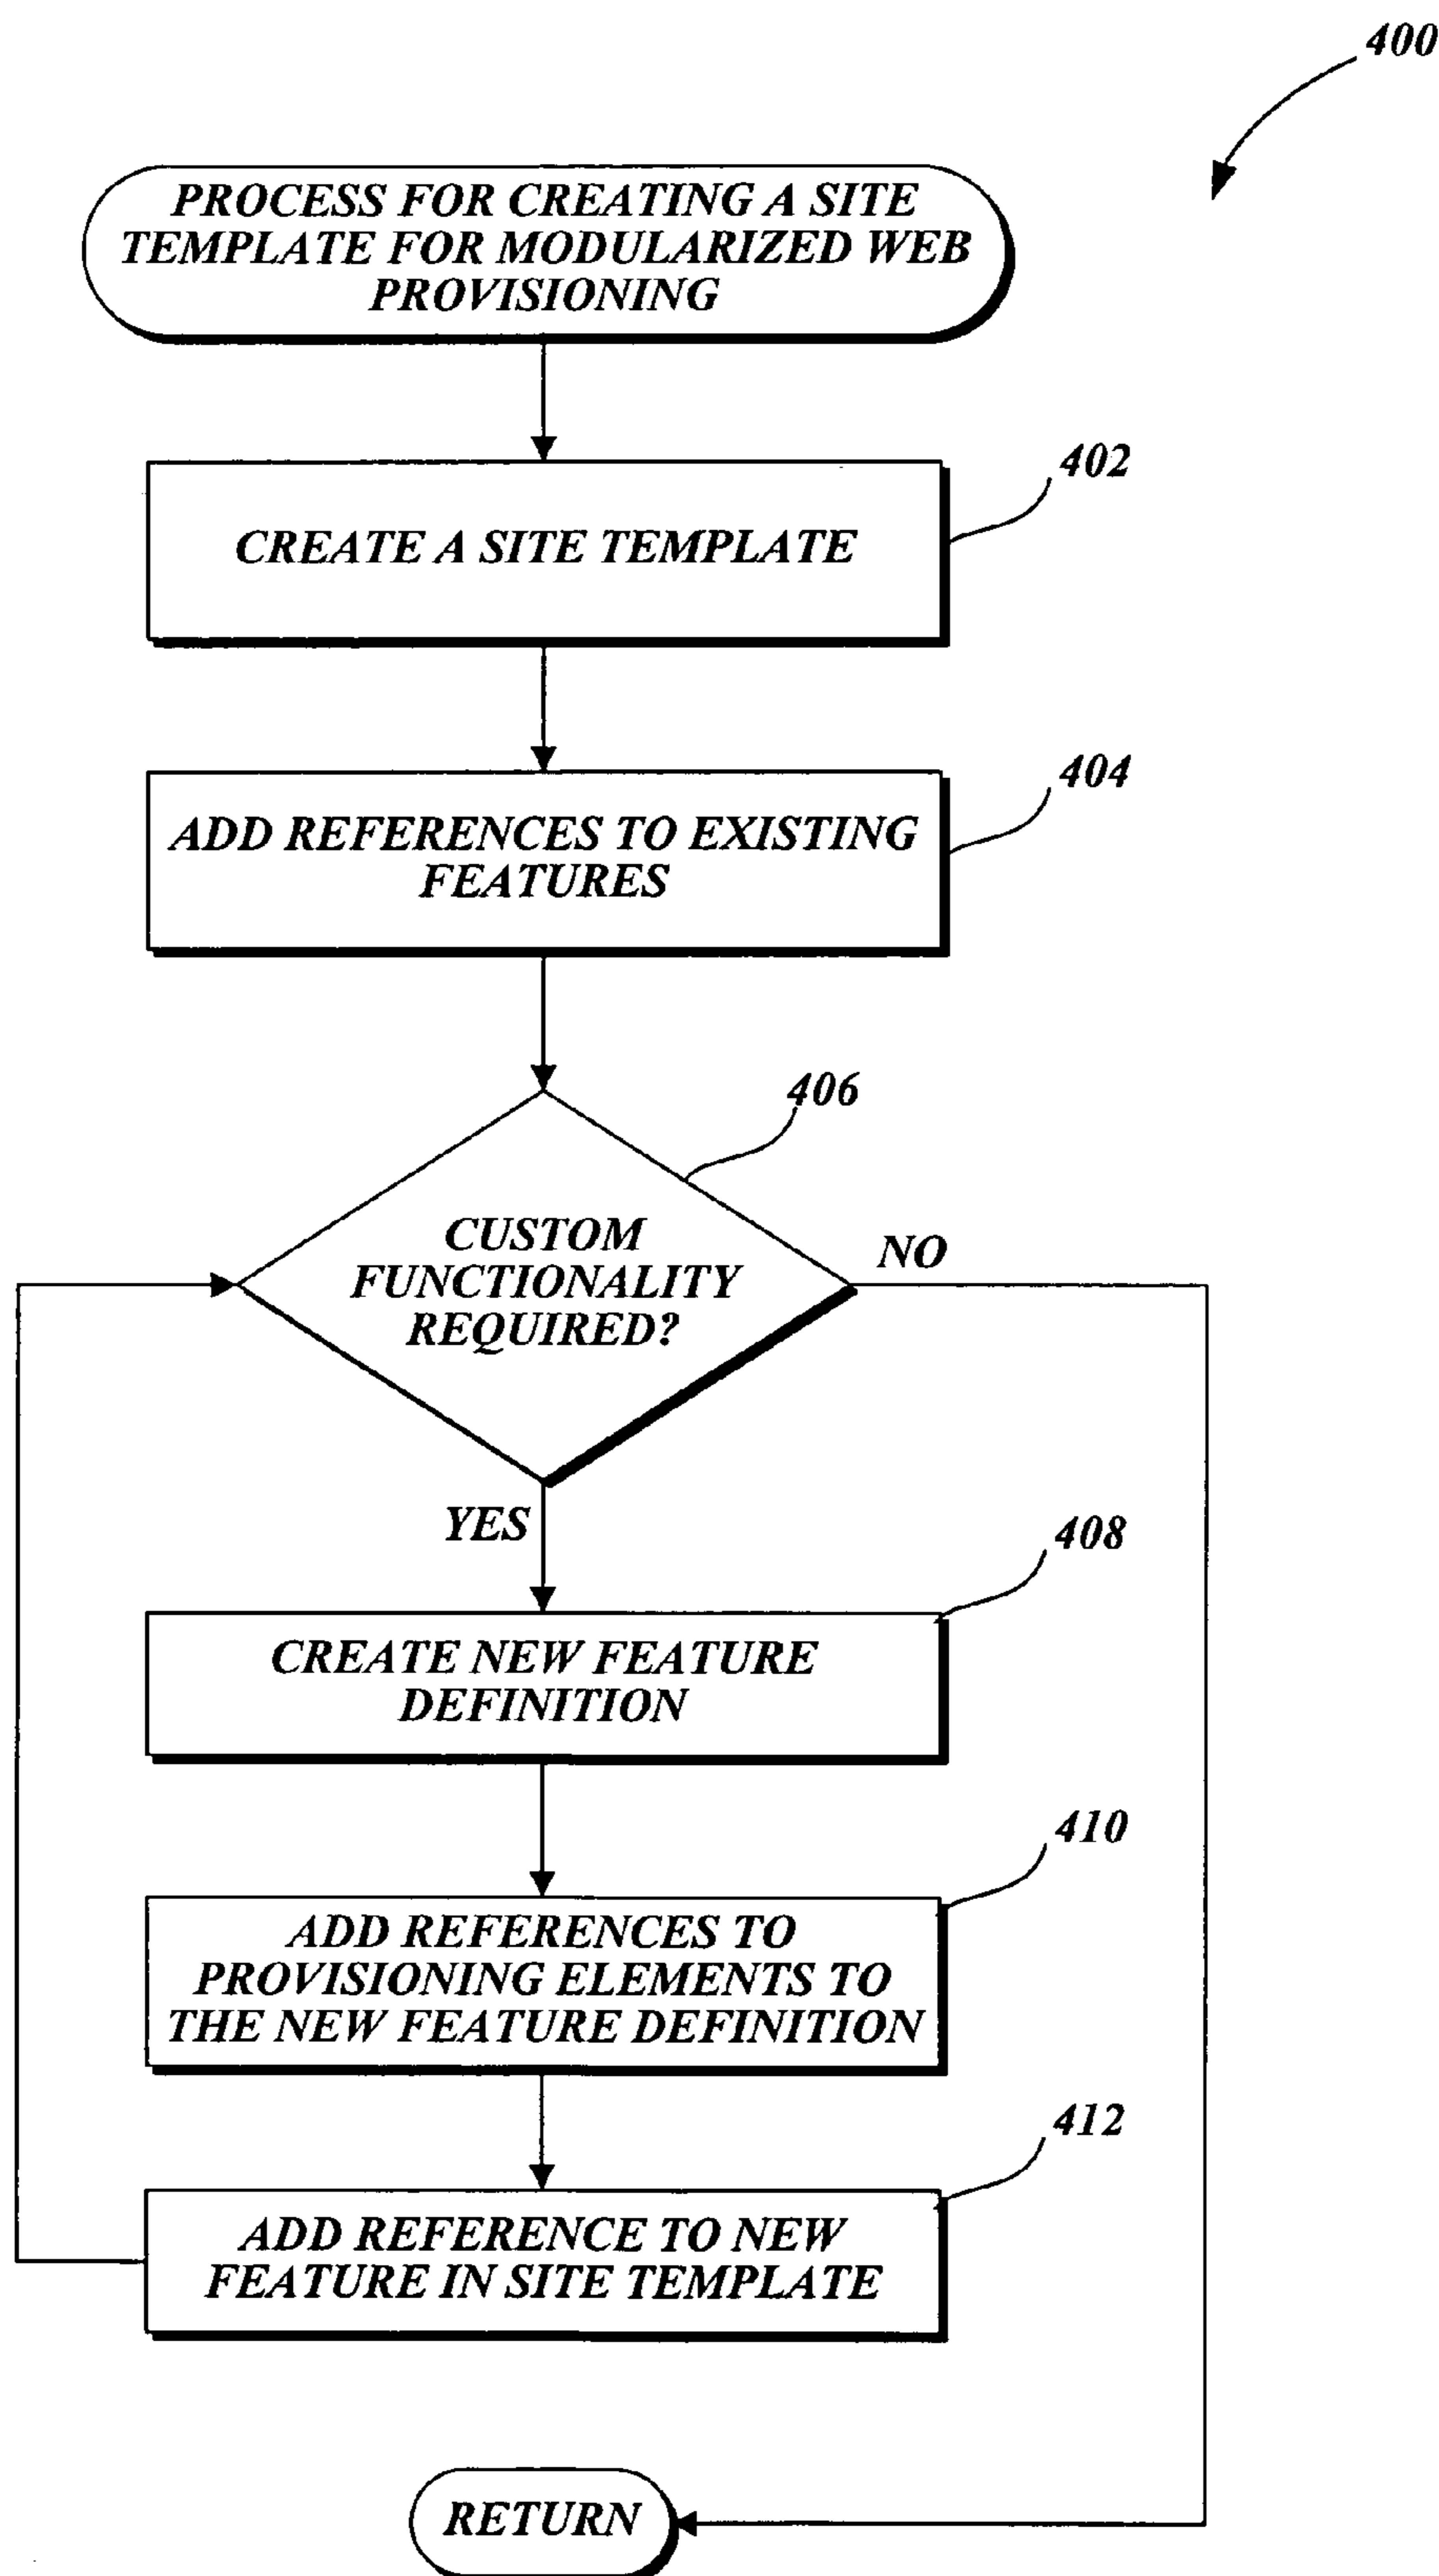 400
PROCESS FOR CREATING A SITE
TEMPLATE FOR MODULARIZED WEB
PROVISIONING
402
CREATE A SITE TEMPLATE
404
ADD REFERENCES TO EXISTING
FEATURES
406
CUSTOM
FUNCTIONALITY
REQUIRED?
NO
YES
408
CREATE NEW FEATURE
DEFINITION
410
ADD REFERENCES TO
PROVISIONING ELEMENTS TO
THE NEW FEATURE DEFINITION
412
ADD REFERENCE TO NEW
FEATURE IN SITE TEMPLATE
RETURN